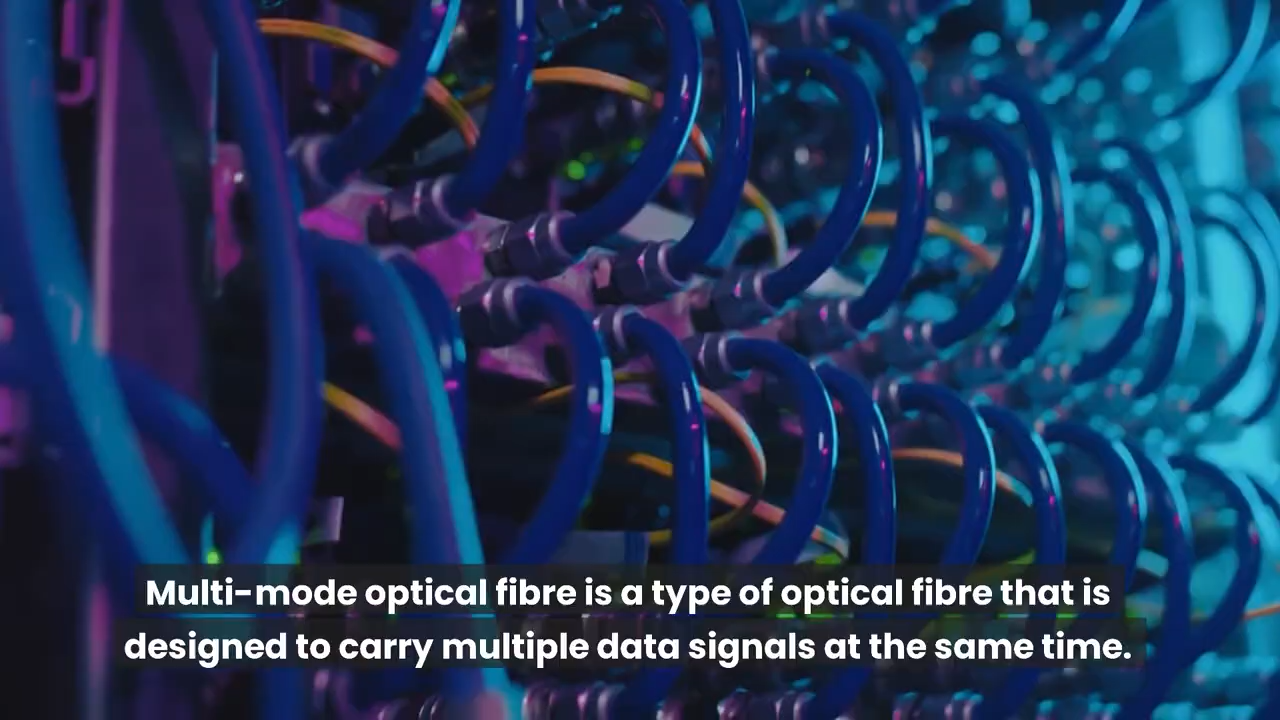 Multi-mode optical fibre is a type of optical fibre that is
designed to carry multiple data signals at the same time.